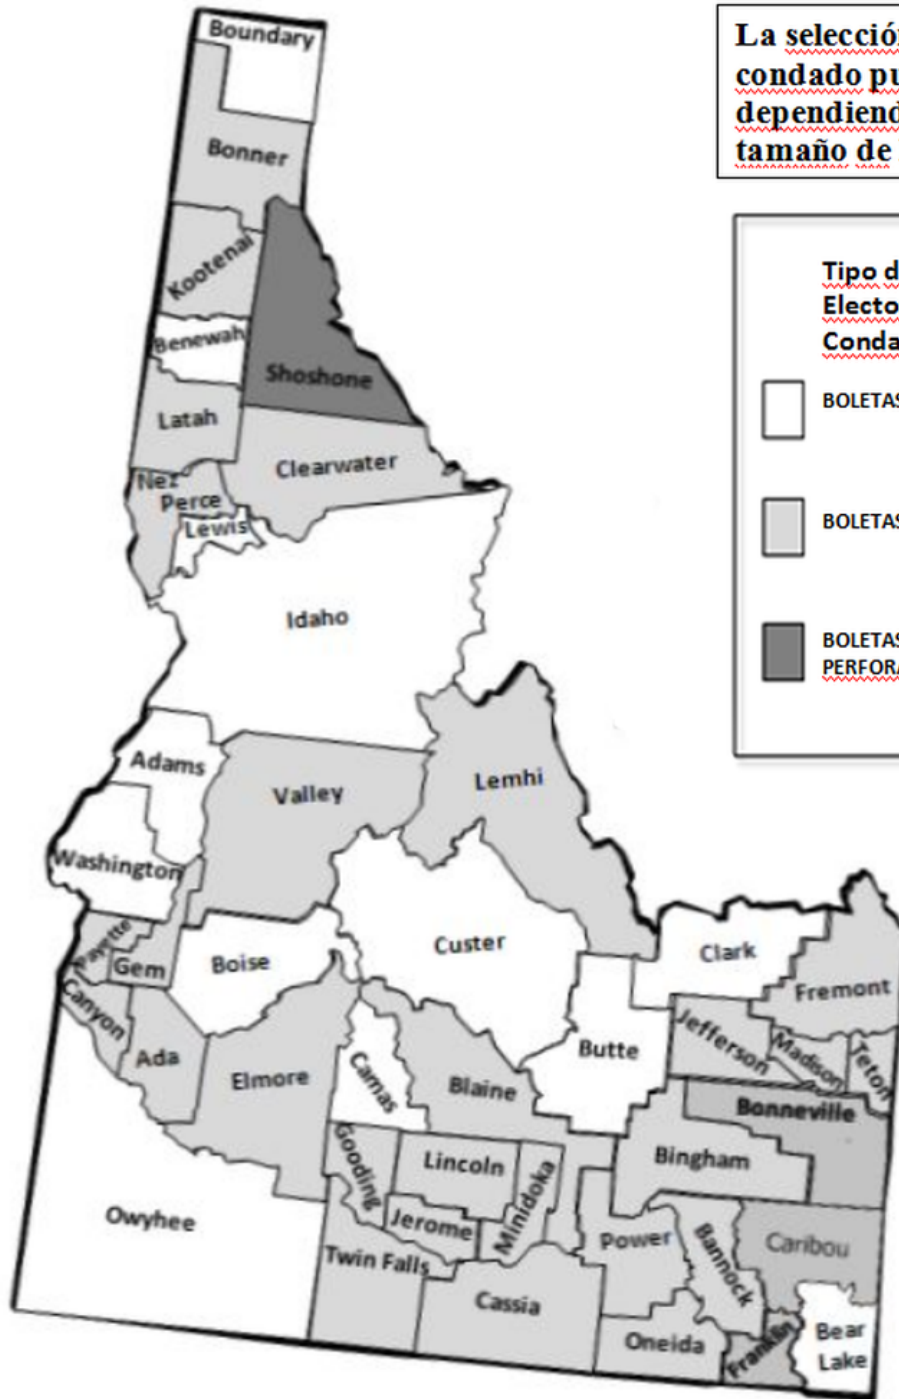 La selección
condado pu
dependiend
tamaño de
Tipo d
Electo
Conda
BOLETAS
BOLETAS
BOLETAS
PERFORA
Boundary
Bonner
Kootenai
Benewah
Shoshone
Latah
Clearwater
Nez
Perce
Lewis
Idaho
Adams
Valley
Lemhi
Washington
Payette
Gem
Boise
Custer
Clark
Fremont
Canyon
Ada
Elmore
Camas
Blaine
Butte
Jefferson
Madison
Teton
Bonneville
Gooding
Lincoln
Minidoka
Bingham
Owyhee
Jerome
Twin Falls
Power
Bannock
Caribou
Cassia
Oneida
Franklin
Bear
Lake